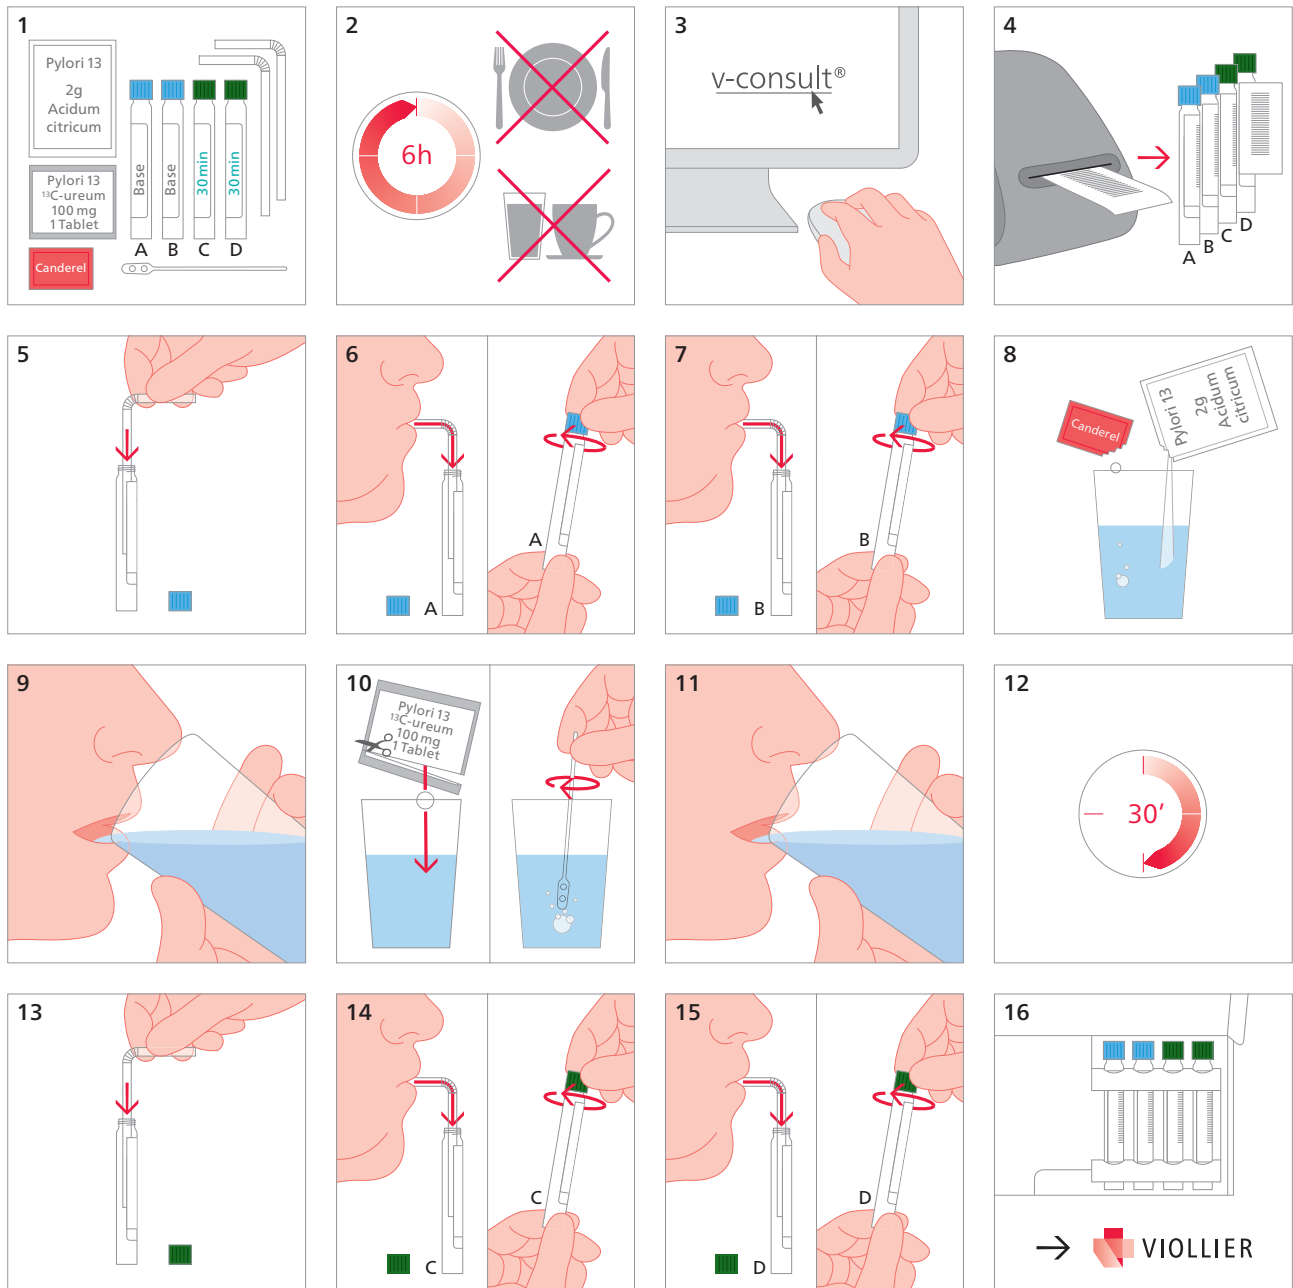 1
Pylori 13
2g
Acidum
citricum
Pylori 13
¹³C-ureum
100 mg
1 Tablet
Canderel
Base
Base
30 min
30 min
A
B
C
D
2
6h
3
v-consult®
4
A
B
C
D
5
6
A
A
7
B
B
8
Canderel
Pylori 13
2g
Acidum
citricum
9
10
Pylori 13
¹³C-ureum
100 mg
1 Tablet
11
12
30’
13
14
C
C
15
D
D
16
VIOLLIER